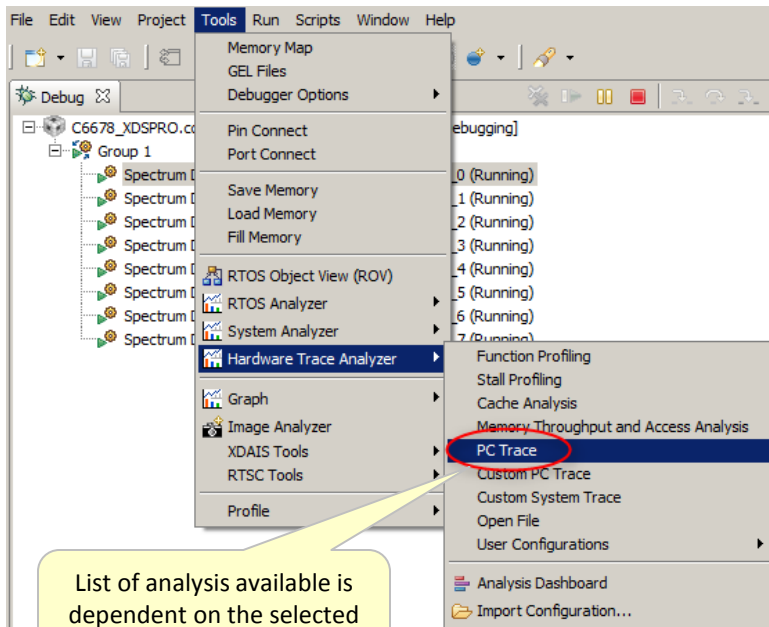 File Edit View Project Tools Run Scripts Window Help
Debug
C6678_XDSPRO.cc
ebugging]
Group 1
Spectrum D
_0 (Running)
Spectrum D
_1 (Running)
Spectrum D
_2 (Running)
Spectrum D
_3 (Running)
Spectrum D
_4 (Running)
Spectrum D
_5 (Running)
Spectrum D
_6 (Running)
Spectrum D
_7 (Running)
Memory Map
GEL Files
Debugger Options
Pin Connect
Port Connect
Save Memory
Load Memory
Fill Memory
RTOS Object View (ROV)
RTOS Analyzer
System Analyzer
Hardware Trace Analyzer
Graph
Image Analyzer
XDAIS Tools
RTSC Tools
Profile
Function Profiling
Stall Profiling
Cache Analysis
Memory Throughput and Access Analysis
PC Trace
Custom PC Trace
Custom System Trace
Open File
User Configurations
Analysis Dashboard
Import Configuration...
List of analysis available is
dependent on the selected